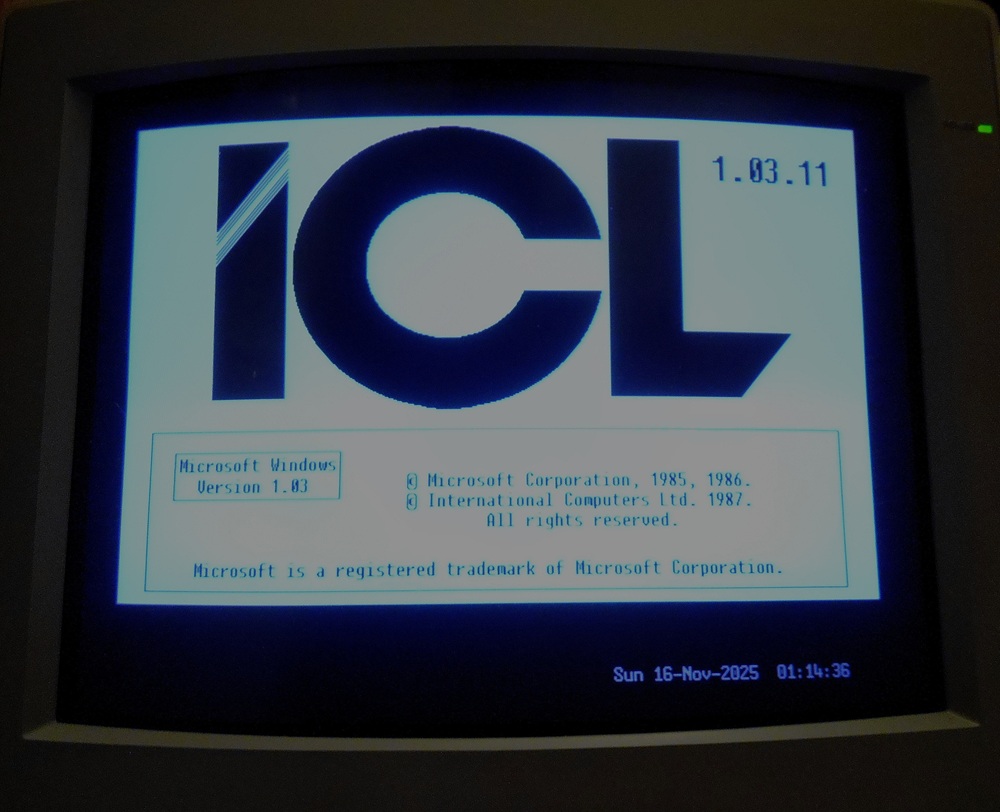 ICL
1.03.11
Microsoft Windows
Version 1.03
© Microsoft Corporation, 1985, 1986.
© International Computers Ltd. 1987.
All rights reserved.
Microsoft is a registered trademark of Microsoft Corporation.
Sun 16-Nov-2025 01:14:36